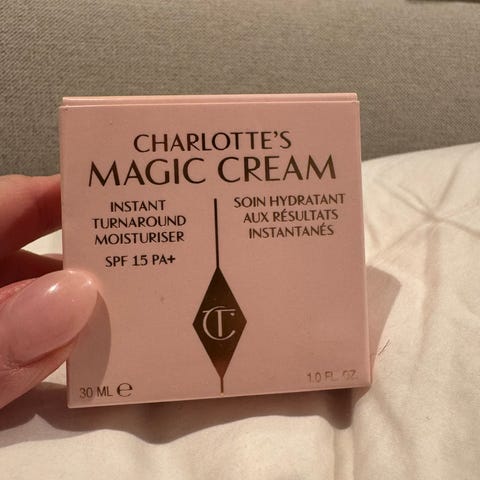 CHARLOTTE'S
MAGIC CREAM
INSTANT
TURNAROUND
MOISTURISER
SPF 15 PA+
SOIN HYDRATANT
AUX RÉSULTATS
INSTANTANÉS
CT
30 ML e
1.0 FL. OZ.